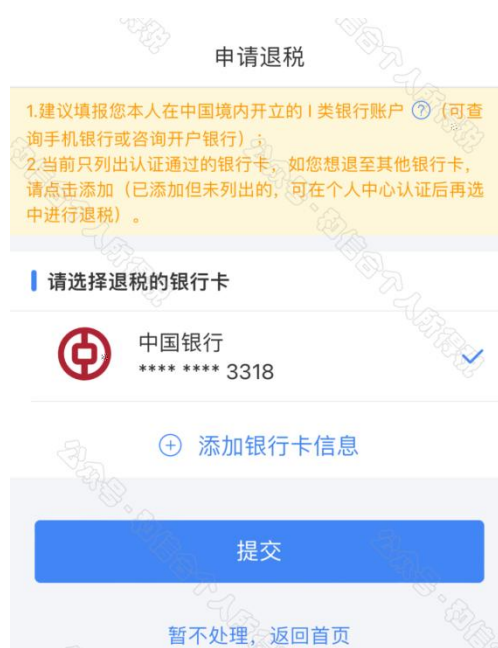 申请退税
1.建议填报您本人在中国境内开立的 I 类银行账户 ? (可查
询手机银行或咨询开户银行);
2.当前只列出认证通过的银行卡，如您想退至其他银行卡，
请点击添加（已添加但未列出的，可在个人中心认证后再选
中进行退税）。
请选择退税的银行卡
中国银行
**** **** 3318
添加银行卡信息
提交
暂不处理，返回首页